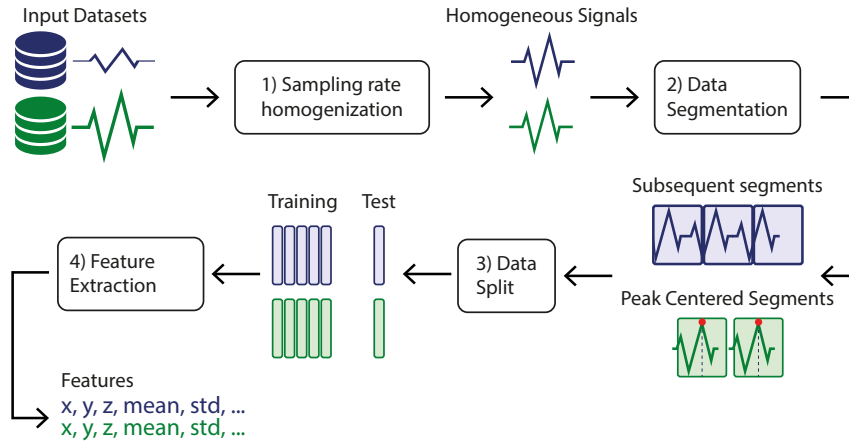 Input Datasets
Homogeneous Signals
1) Sampling rate
homogenization
2) Data
Segmentation
Subsequent segments
Peak Centered Segments
3) Data
Split
Training
Test
4) Feature
Extraction
Features
x, y, z, mean, std, ...
x, y, z, mean, std, ...